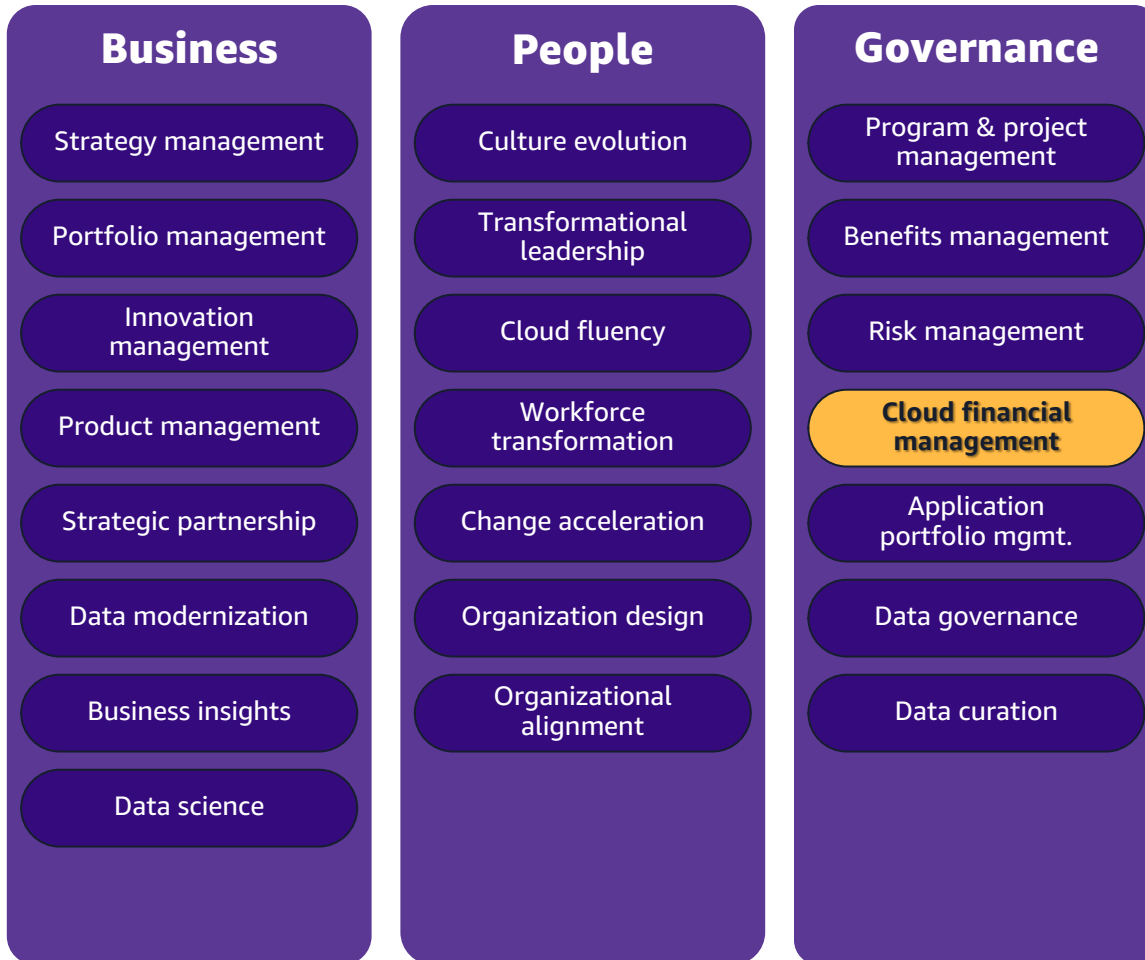 Business
Strategy management
Portfolio management
Innovation
management
Product management
Strategic partnership
Data modernization
Business insights
Data science
People
Culture evolution
Transformational
leadership
Cloud fluency
Workforce
transformation
Change acceleration
Organization design
Organizational
alignment
Governance
Program & project
management
Benefits management
Risk management
Cloud financial
management
Application
portfolio mgmt.
Data governance
Data curation